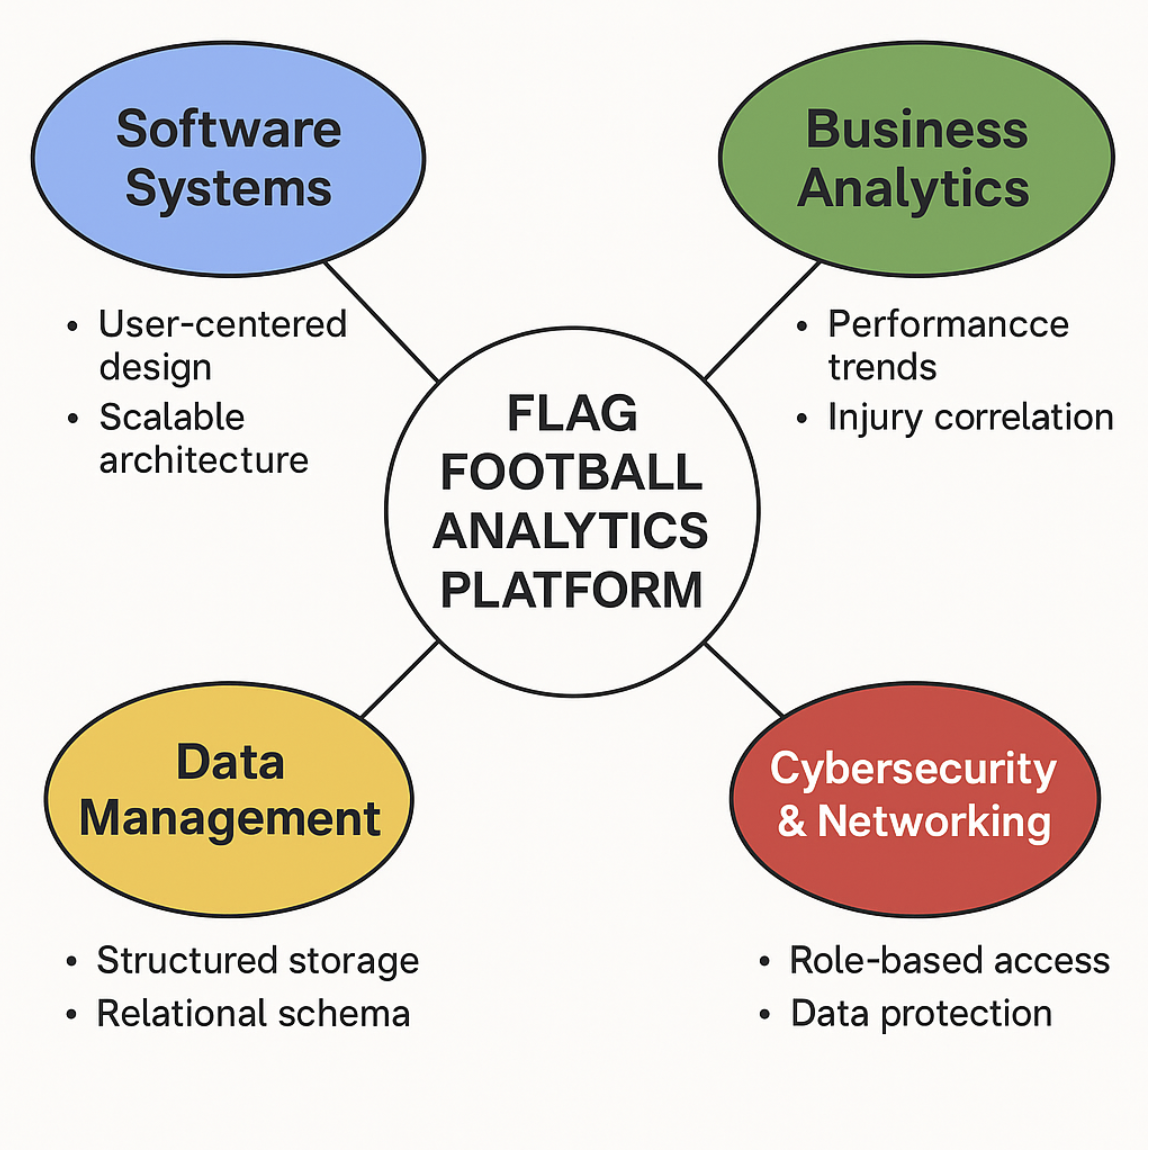 Software
Systems
• User-centered
design
• Scalable
architecture
Business
Analytics
• Performancce
trends
• Injury correlation
FLAG
FOOTBALL
ANALYTICS
PLATFORM
Data
Management
• Structured storage
• Relational schema
Cybersecurity
& Networking
• Role-based access
• Data protection